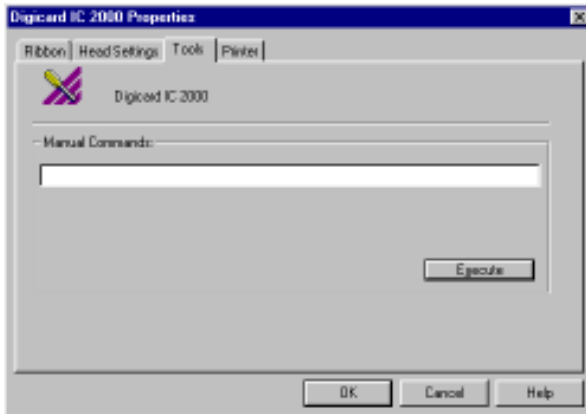 Digicard IC 2000 Properties
Ribbon Head Settings Tools Printer
Digicard IC 2000
Manual Commands:
Execute
OK Cancel Help